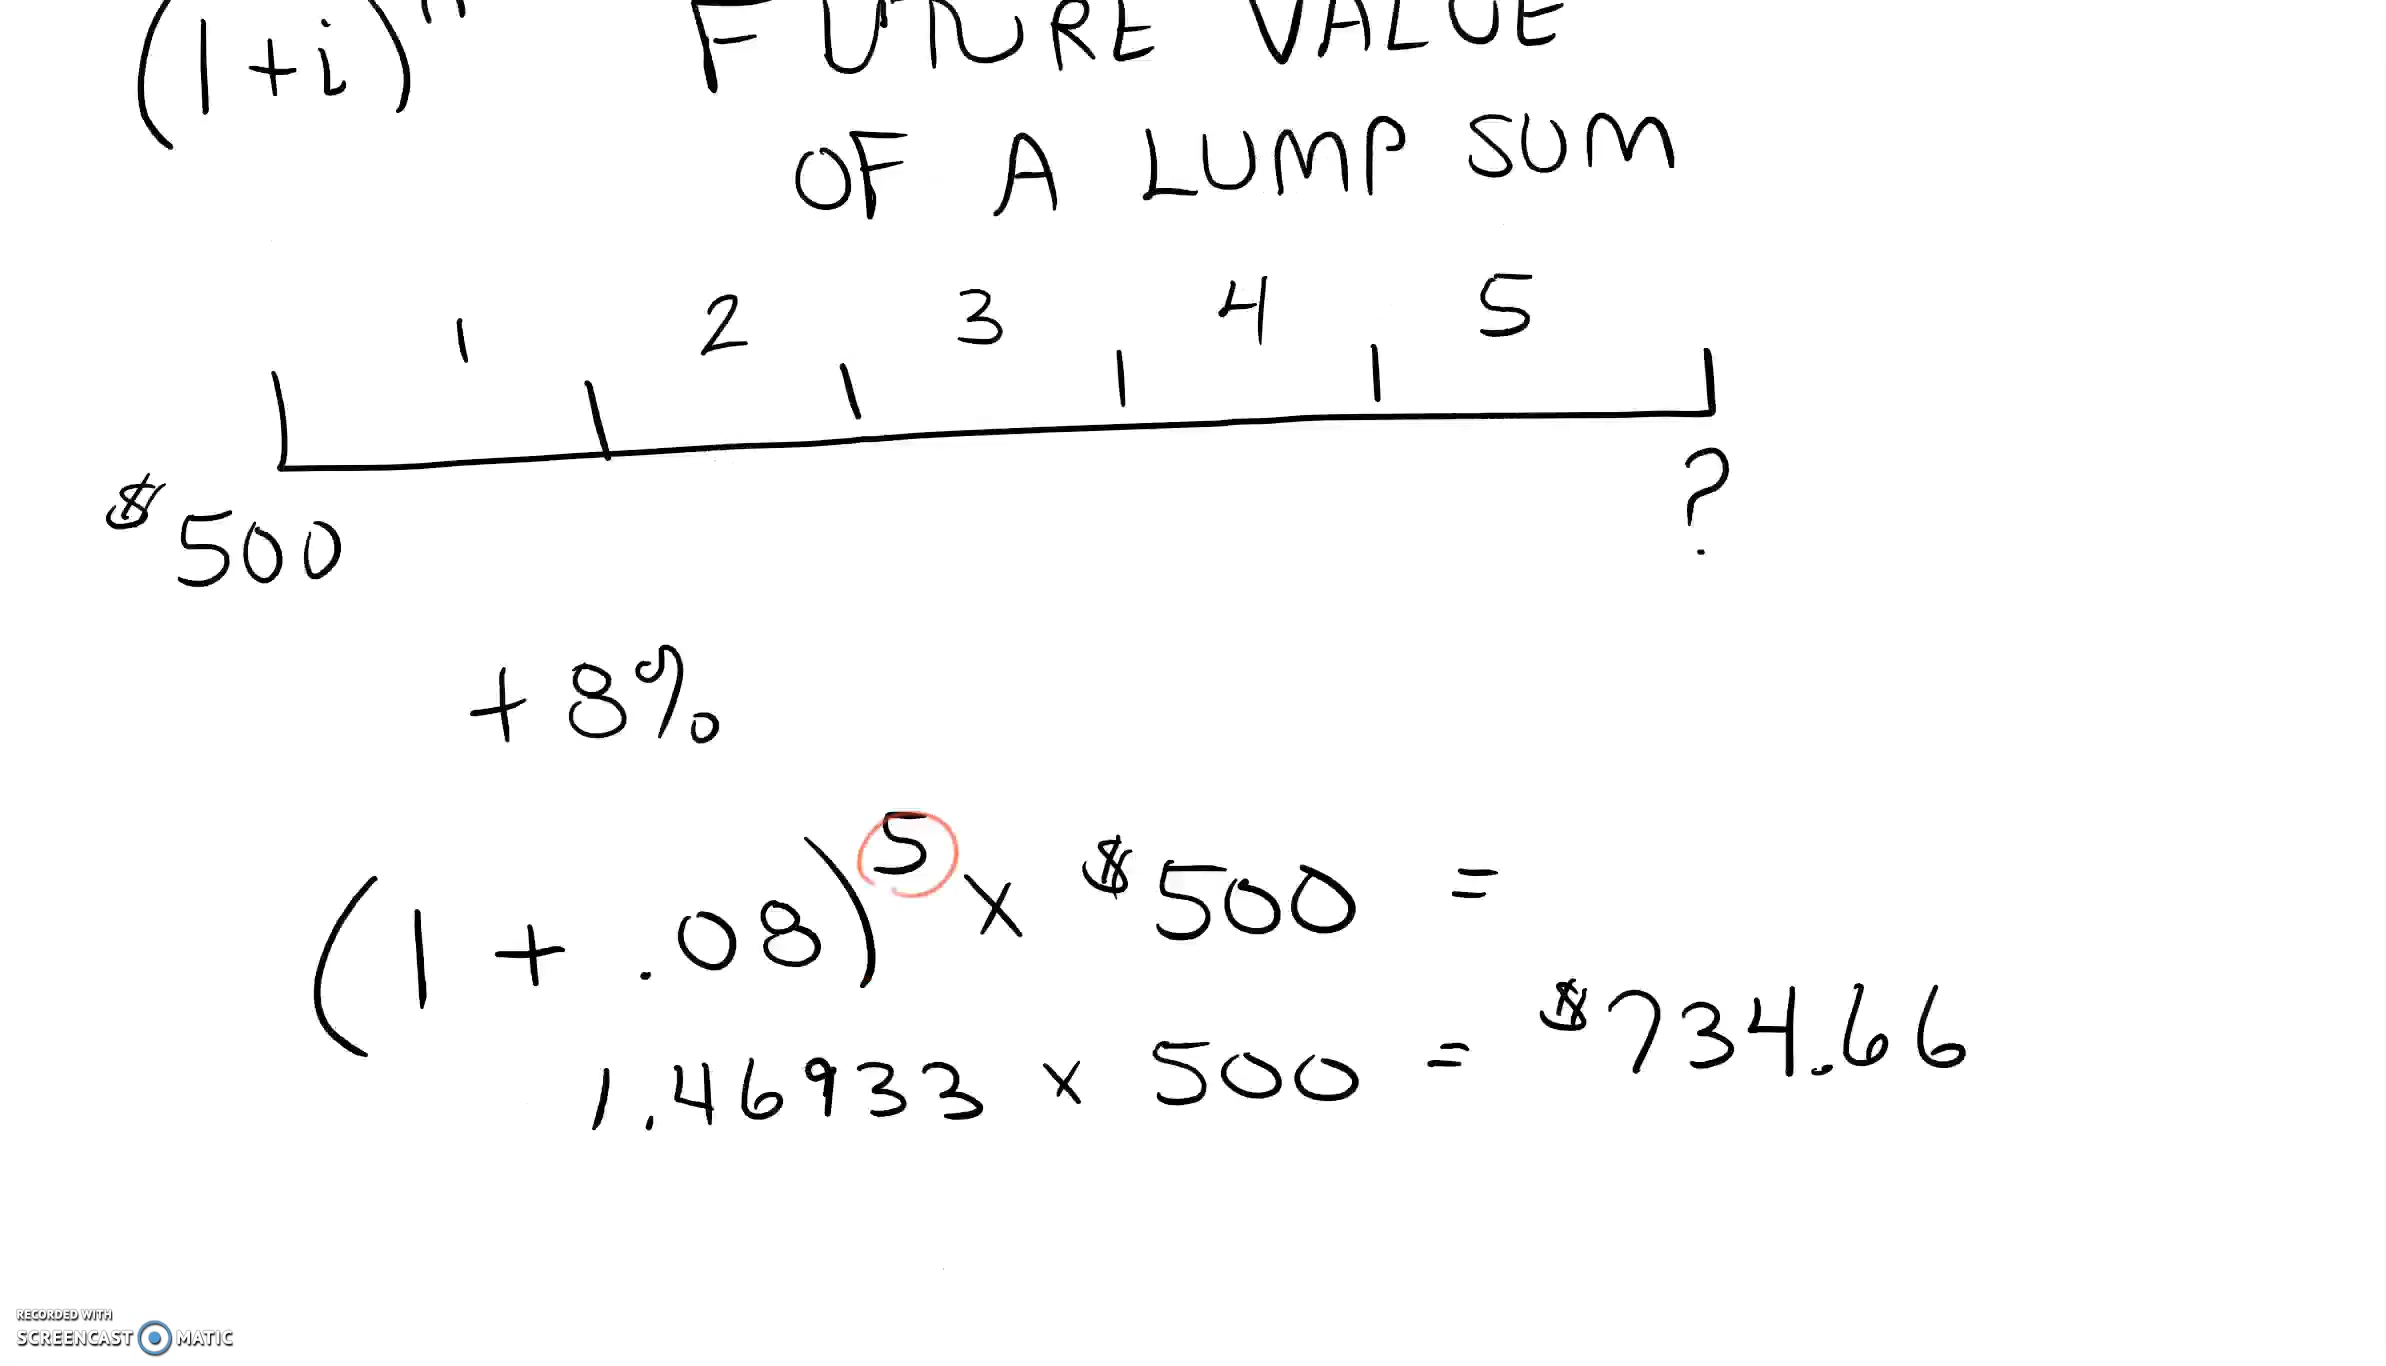 (1+i)^n FUTURE VALUE
OF A LUMP SUM
1 2 3 4 5
$500 ?
+8%
(1 + .08)^5 x $500 =
1.46933 x 500 = $734.66
RECORDED WITH
SCREENCAST MATIC